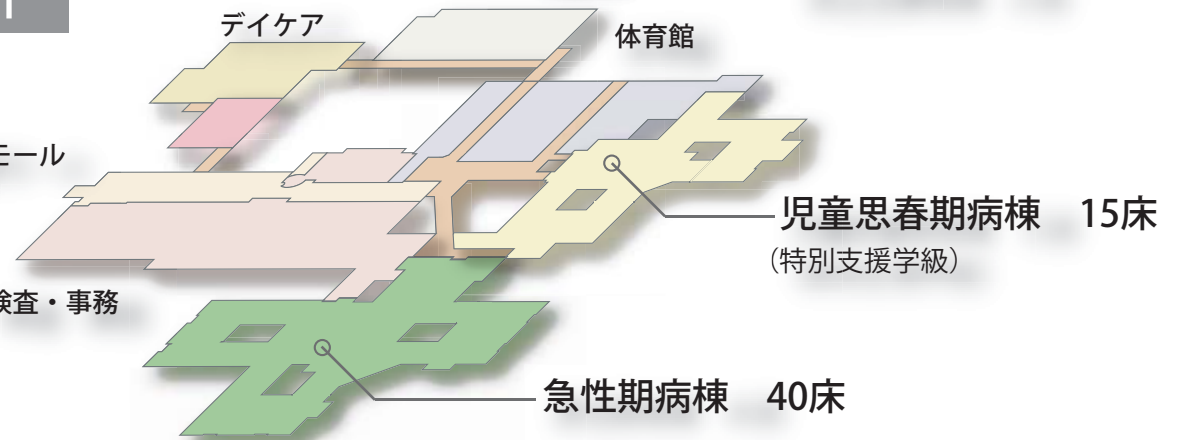 デイケア
体育館
モール
児童思春期病棟　15床
（特別支援学級）
検査・事務
急性期病棟　40床